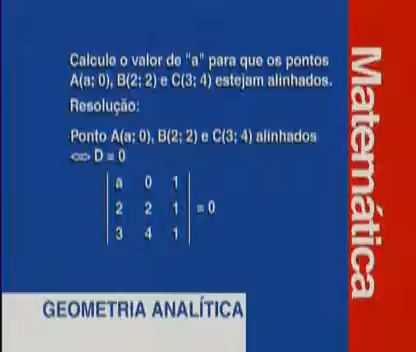 Calcule o valor de "a" para que os pontos
A(a; 0), B(2; 2) e C(3; 4) estejam alinhados.
Resolução:
Ponto A(a; 0), B(2; 2) e C(3; 4) alinhados
⇔ D = 0
a 0 1
2 2 1 = 0
3 4 1
GEOMETRIA ANALÍTICA
Matemática